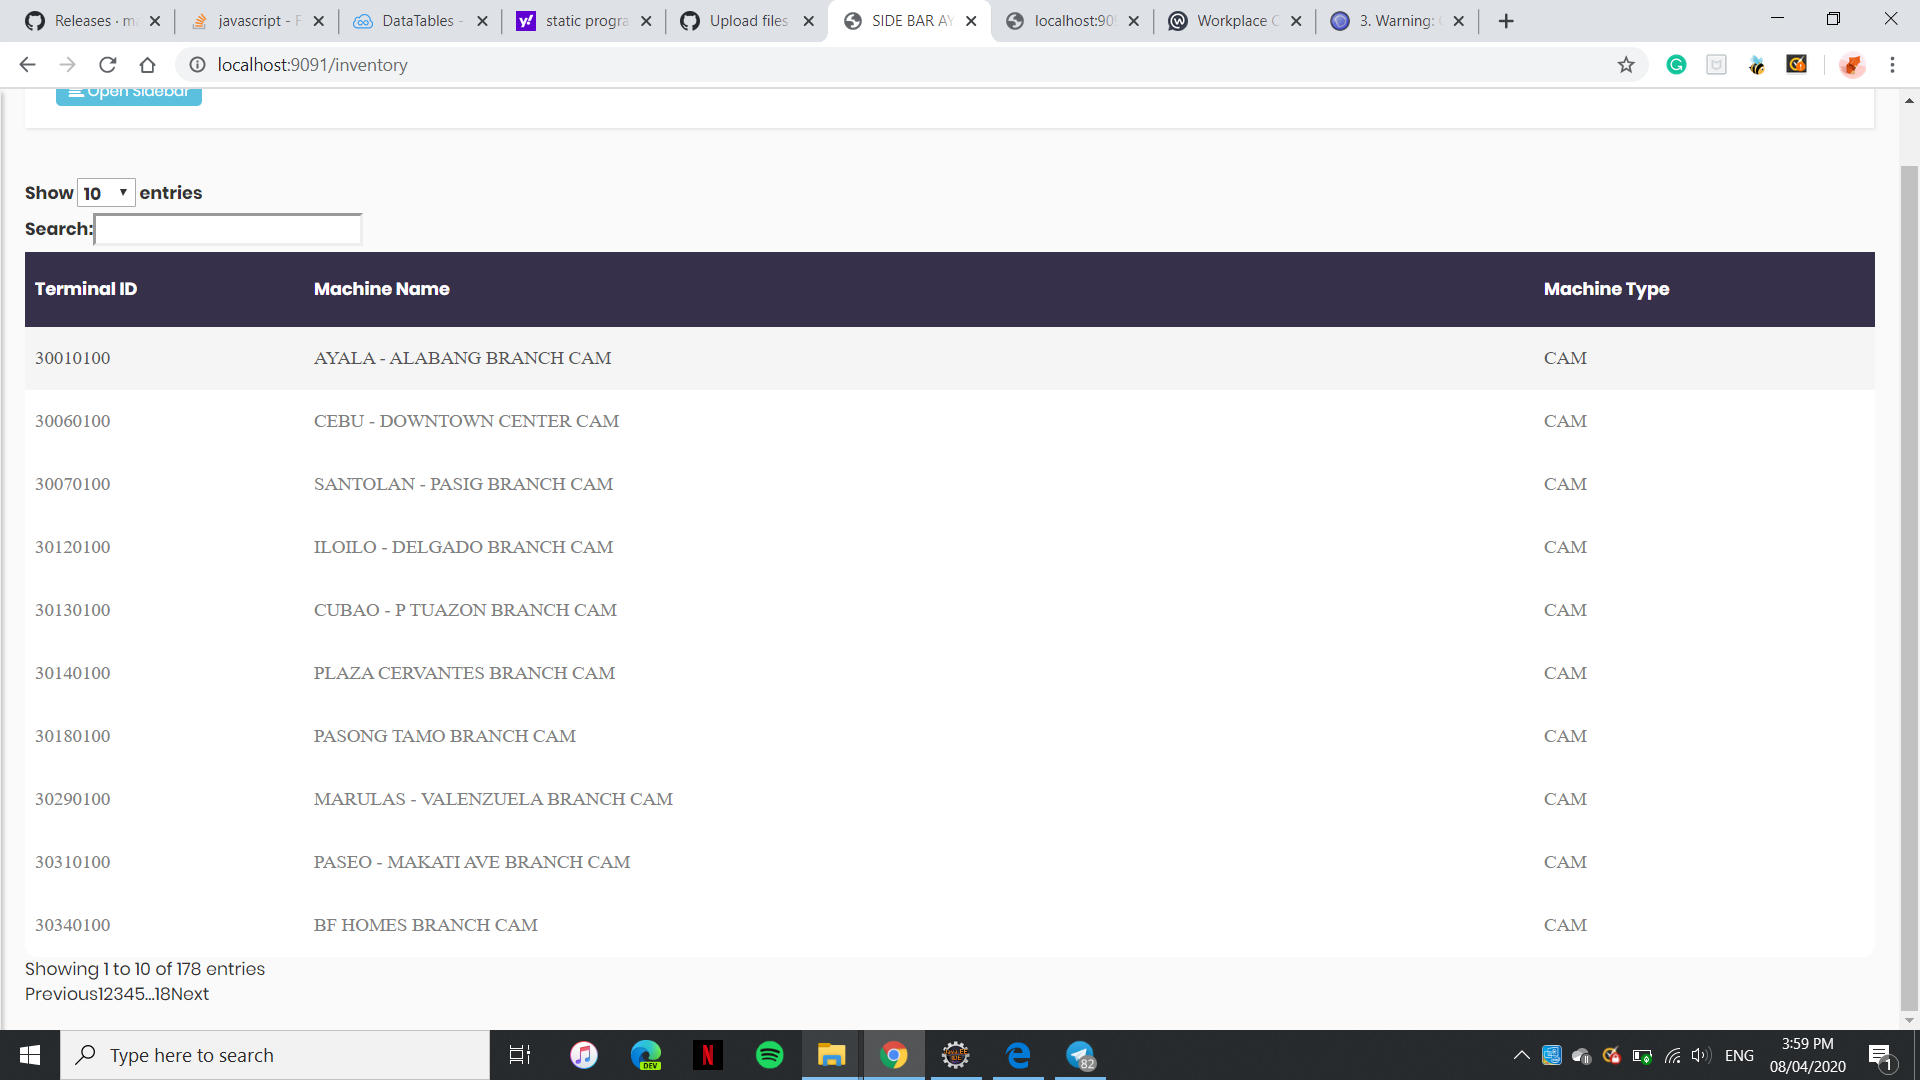 Releases - ma
javascript - F
DataTables -
static progra
Upload files
SIDE BAR AY
localhost:909
Workplace C
3. Warning:
localhost:9091/inventory
Open Sidebar
Show 10 entries
Search:
Terminal ID Machine Name Machine Type
30010100 AYALA - ALABANG BRANCH CAM CAM
30060100 CEBU - DOWNTOWN CENTER CAM CAM
30070100 SANTOLAN - PASIG BRANCH CAM CAM
30120100 ILOILO - DELGADO BRANCH CAM CAM
30130100 CUBAO - P TUAZON BRANCH CAM CAM
30140100 PLAZA CERVANTES BRANCH CAM CAM
30180100 PASONG TAMO BRANCH CAM CAM
30290100 MARULAS - VALENZUELA BRANCH CAM CAM
30310100 PASEO - MAKATI AVE BRANCH CAM CAM
30340100 BF HOMES BRANCH CAM CAM
Showing 1 to 10 of 178 entries
Previous12345...18Next
Type here to search
DEV
82
ENG
3:59 PM
08/04/2020
1